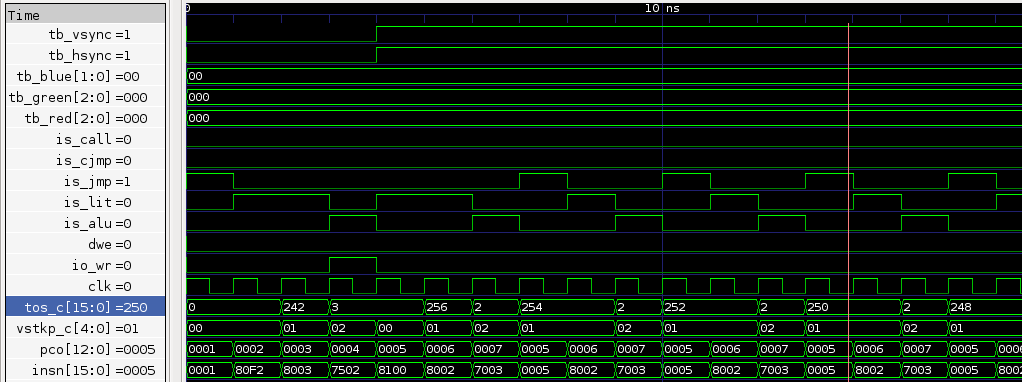 Time
0 10 ns
tb_vsync=1
tb_hsync=1
tb_blue[1:0]=00 00
tb_green[2:0]=000 000
tb_red[2:0]=000 000
is_call=0
is_cjmp=0
is_jmp=1
is_lit=0
is_alu=0
dwe=0
io_wr=0
clk=0
tos_c[15:0]=250 0 242 3 256 2 254 2 252 2 250 2 248
vstkp_c[4:0]=01 00 01 02 00 01 02 01 02 01 02 01 02 01
pco[12:0]=0005 0001 0002 0003 0004 0005 0006 0007 0005 0006 0007 0005 0006 0007 0005 0006 0007 0005 0006
insn[15:0]=0005 0001 80F2 8003 7502 8100 8002 7003 0005 8002 7003 0005 8002 7003 0005 8002 7003 0005 8002